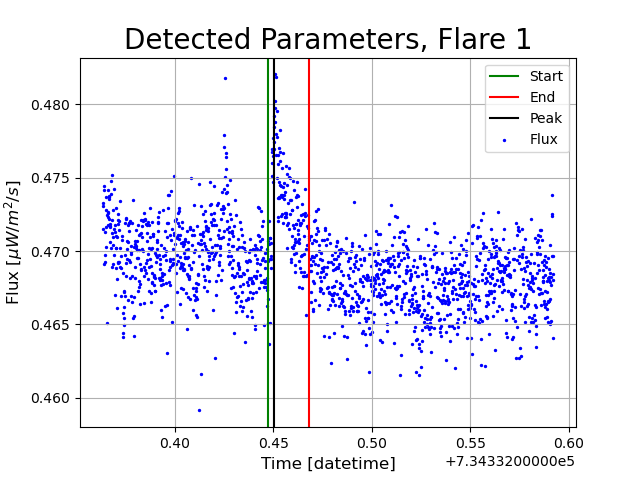 Detected Parameters, Flare 1
Flux [μW/m²/s]
0.480
0.475
0.470
0.465
0.460
Start
End
Peak
Flux
0.40
0.45
0.50
0.55
0.60
Time [datetime]
+7.3433200000e5